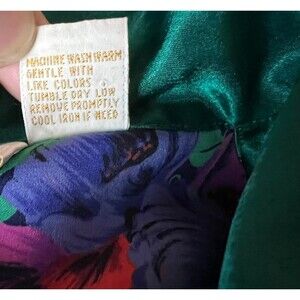 MACHINE WASH WARM
GENTLE WITH
LIKE COLORS
TUMBLE DRY LOW
REMOVE PROMPTLY
COOL IRON IF NEED